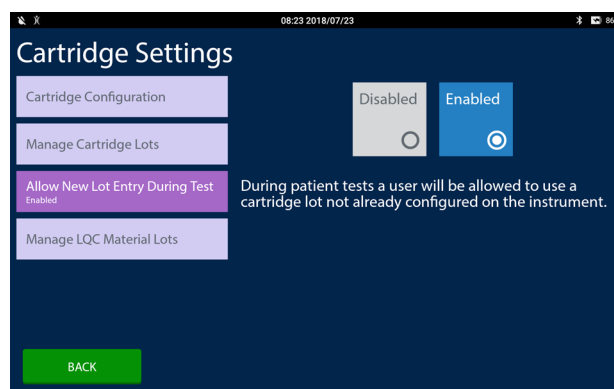 08:23 2018/07/23
86
Cartridge Settings
Cartridge Configuration
Manage Cartridge Lots
Allow New Lot Entry During Test
Enabled
Manage LQC Material Lots
Disabled
Enabled
During patient tests a user will be allowed to use a
cartridge lot not already configured on the instrument.
BACK